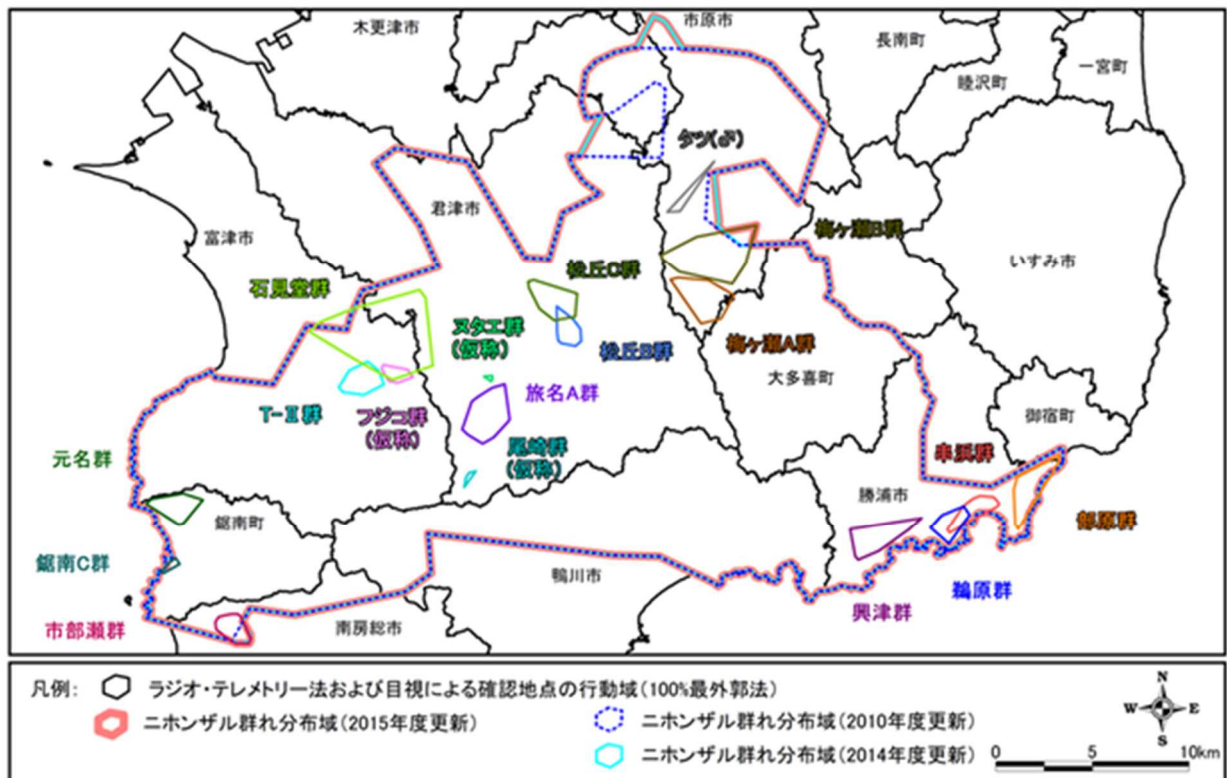 木更津市
市原市
長南町
睦沢町
一宮町
タツ(♂)
君津市
富津市
梅ヶ瀬B群
いすみ市
松丘C群
石見堂群
ヌタエ群
(仮称)
松丘B群
梅ヶ瀬A群
大多喜町
旅名A群
T-Ⅱ群
フジコ群
(仮称)
御宿町
尾崎群
(仮称)
元名群
串浜群
勝浦市
鋸南町
部原群
鋸南C群
鴨川市
鵜原群
興津群
市部瀬群
南房総市
凡例:
ラジオ・テレメトリー法および目視による確認地点の行動域(100%最外郭法)
ニホンザル群れ分布域(2015年度更新)
ニホンザル群れ分布域(2010年度更新)
ニホンザル群れ分布域(2014年度更新)
N
W E
S
0 5 10km